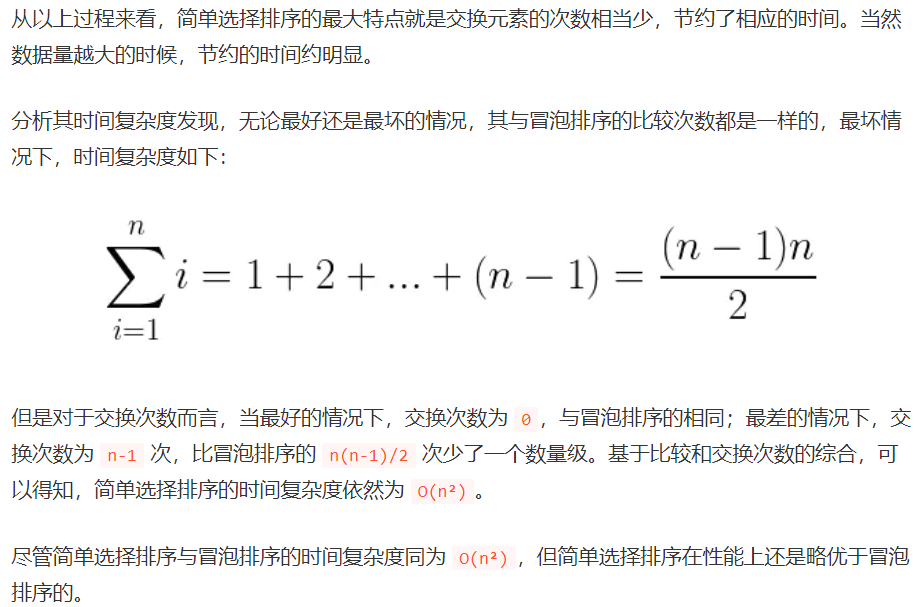 从以上过程来看，简单选择排序的最大特点就是交换元素的次数相当少，节约了相应的时间。当然
数据量越大的时候，节约的时间约明显。
分析其时间复杂度发现，无论最好还是最坏的情况，其与冒泡排序的比较次数都是一样的，最坏情
况下，时间复杂度如下：
\sum_{i=1}^{n} i = 1 + 2 + ... + (n - 1) = \frac{(n - 1)n}{2}
但是对于交换次数而言，当最好的情况下，交换次数为 0 ，与冒泡排序的相同；最差的情况下，交
换次数为 n-1 次，比冒泡排序的 n(n-1)/2 次少了一个数量级。基于比较和交换次数的综合，可
以得知，简单选择排序的时间复杂度依然为 O(n²) 。
尽管简单选择排序与冒泡排序的时间复杂度同为 O(n²) ，但简单选择排序在性能上还是略优于冒泡
排序的。